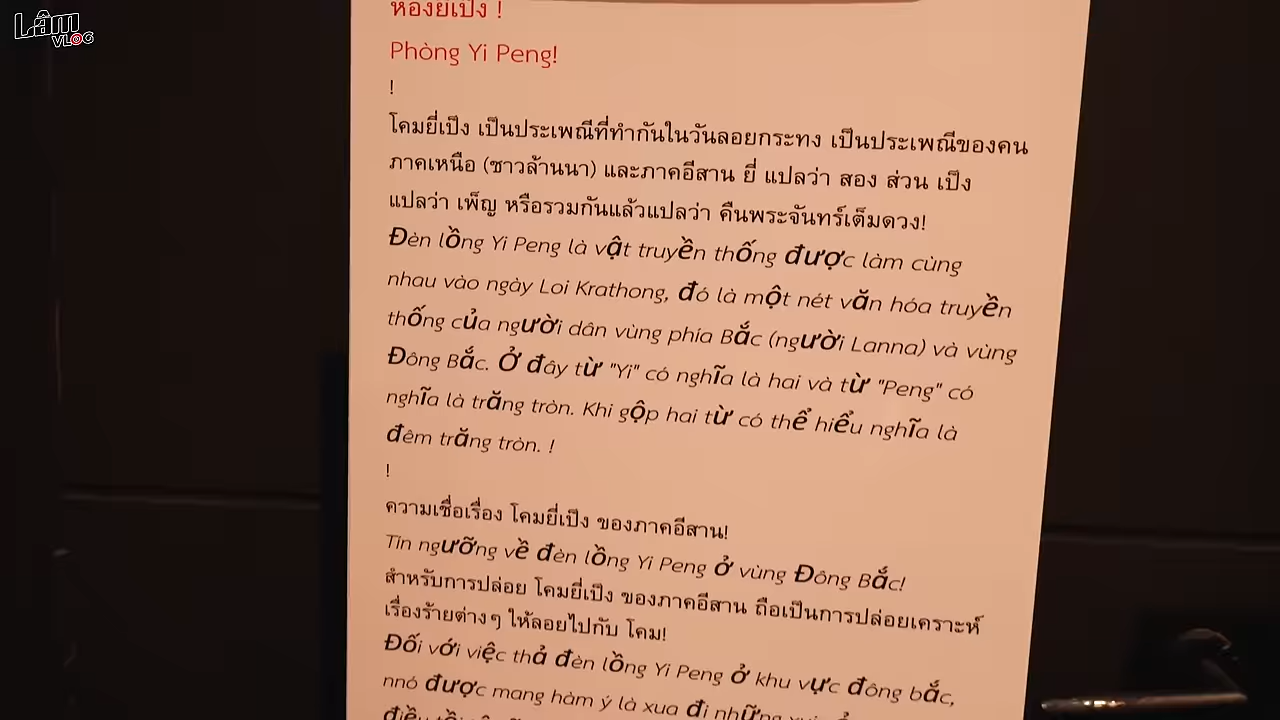 Lâm
VLOG
ห้องยี่เป็ง !
Phòng Yi Peng!
!
โคมยี่เป็ง เป็นประเพณีที่ทำกันในวันลอยกระทง เป็นประเพณีของคน
ภาคเหนือ (ชาวล้านนา) และภาคอีสาน ยี่ แปลว่า สอง ส่วน เป็ง
แปลว่า เพ็ญ หรือรวมกันแล้วแปลว่า คืนพระจันทร์เต็มดวง!
Đèn lồng Yi Peng là vật truyền thống được làm cùng
nhau vào ngày Loi Krathong, đó là một nét văn hóa truyền
thống của người dân vùng phía Bắc (người Lanna) và vùng
Đông Bắc. Ở đây từ "Yi" có nghĩa là hai và từ "Peng" có
nghĩa là trăng tròn. Khi gộp hai từ có thể hiểu nghĩa là
đêm trăng tròn. !
!
ความเชื่อเรื่อง โคมยี่เป็ง ของภาคอีสาน!
Tín ngưỡng về đèn lồng Yi Peng ở vùng Đông Bắc!
สำหรับการปล่อย โคมยี่เป็ง ของภาคอีสาน ถือเป็นการปล่อยเคราะห์
เรื่องร้ายต่างๆ ให้ลอยไปกับ โคม!
Đối với việc thả đèn lồng Yi Peng ở khu vực đông bắc,
nnó được mang hàm ý là xua đi những